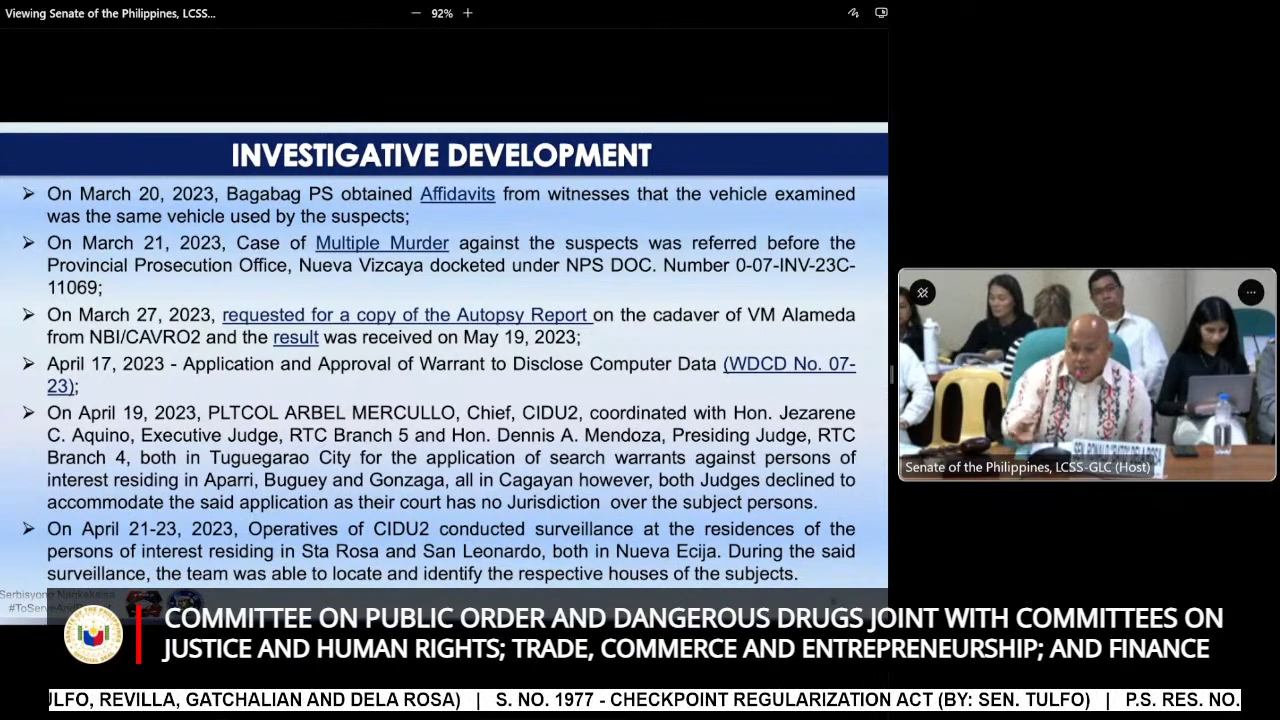 Viewing Senate of the Philippines, LCSS...
92%
INVESTIGATIVE DEVELOPMENT
➢ On March 20, 2023, Bagabag PS obtained Affidavits from witnesses that the vehicle examined
was the same vehicle used by the suspects;
➢ On March 21, 2023, Case of Multiple Murder against the suspects was referred before the
Provincial Prosecution Office, Nueva Vizcaya docketed under NPS DOC. Number 0-07-INV-23C-
11069;
➢ On March 27, 2023, requested for a copy of the Autopsy Report on the cadaver of VM Alameda
from NBI/CAVRO2 and the result was received on May 19, 2023;
➢ April 17, 2023 - Application and Approval of Warrant to Disclose Computer Data (WDCD No. 07-
23);
➢ On April 19, 2023, PLTCOL ARBEL MERCULLO, Chief, CIDU2, coordinated with Hon. Jezarene
C. Aquino, Executive Judge, RTC Branch 5 and Hon. Dennis A. Mendoza, Presiding Judge, RTC
Branch 4, both in Tuguegarao City for the application of search warrants against persons of
interest residing in Aparri, Buguey and Gonzaga, all in Cagayan however, both Judges declined to
accommodate the said application as their court has no Jurisdiction over the subject persons.
➢ On April 21-23, 2023, Operatives of CIDU2 conducted surveillance at the residences of the
persons of interest residing in Sta Rosa and San Leonardo, both in Nueva Ecija. During the said
surveillance, the team was able to locate and identify the respective houses of the subjects.
Serbisyong Nankakaisa
Senate of the Philippines, LCSS-GLC (Host)
COMMITTEE ON PUBLIC ORDER AND DANGEROUS DRUGS JOINT WITH COMMITTEES ON
JUSTICE AND HUMAN RIGHTS; TRADE, COMMERCE AND ENTREPRENEURSHIP; AND FINANCE
ULFO, REVILLA, GATCHALIAN AND DELA ROSA) | S. NO. 1977 - CHECKPOINT REGULARIZATION ACT (BY: SEN. TULFO) | P.S. RES. NO.